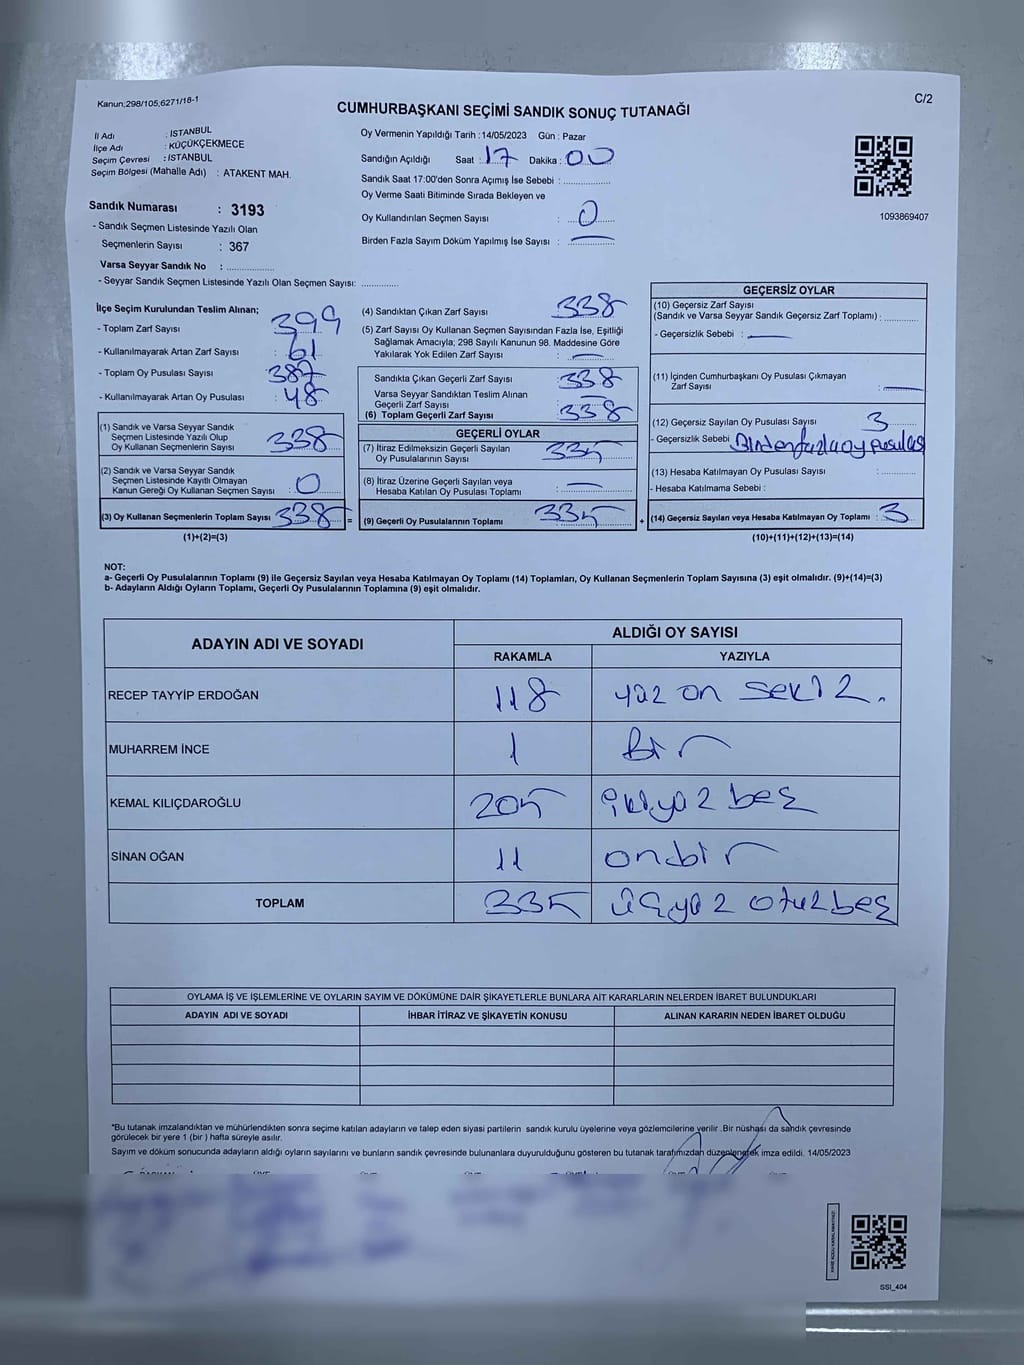 Kanun;298/105,6271/18-1
C/2
CUMHURBAŞKANI SEÇİMİ SANDIK SONUÇ TUTANAĞI
İl Adı : İSTANBUL
İlçe Adı : KÜÇÜKÇEKMECE
Seçim Çevresi : İSTANBUL
Seçim Bölgesi (Mahalle Adı) : ATAKENT MAH.
Sandık Numarası : 3193
- Sandık Seçmen Listesinde Yazılı Olan
Seçmenlerin Sayısı : 367
Varsa Seyyar Sandık No :
- Seyyar Sandık Seçmen Listesinde Yazılı Olan Seçmen Sayısı:
Oy Vermenin Yapıldığı Tarih : 14/05/2023 Gün : Pazar
Sandığın Açıldığı Saat : 17 Dakika : 00
Sandık Saat 17:00'den Sonra Açımış İse Sebebi :
Oy Verme Saati Bitiminde Sırada Bekleyen ve
Oy Kullandırılan Seçmen Sayısı : 0
Birden Fazla Sayım Döküm Yapılmış İse Sayısı : —
1093869407
İlçe Seçim Kurulundan Teslim Alınan;
- Toplam Zarf Sayısı 399
- Kullanılmayarak Artan Zarf Sayısı : 61
- Toplam Oy Pusulası Sayısı : 387
- Kullanılmayarak Artan Oy Pusulası : 48
(1) Sandık ve Varsa Seyyar Sandık
Seçmen Listesinde Yazılı Olup
Oy Kullanan Seçmenlerin Sayısı : 338
(2) Sandık ve Varsa Seyyar Sandık
Seçmen Listesinde Kayıtlı Olmayan
Kanun Gereği Oy Kullanan Seçmen Sayısı : 0
(3) Oy Kullanan Seçmenlerin Toplam Sayısı : 338 =
(1)+(2)=(3)
(4) Sandıktan Çıkan Zarf Sayısı : 338
(5) Zarf Sayısı Oy Kullanan Seçmen Sayısından Fazla İse, Eşitliği
Sağlamak Amacıyla; 298 Sayılı Kanunun 98. Maddesine Göre
Yakılarak Yok Edilen Zarf Sayısı : —
Sandıkta Çıkan Geçerli Zarf Sayısı : 338
Varsa Seyyar Sandıktan Teslim Alınan
Geçerli Zarf Sayısı : —
(6) Toplam Geçerli Zarf Sayısı : 338
GEÇERLİ OYLAR
(7) İtiraz Edilmeksizin Geçerli Sayılan
Oy Pusulalarının Sayısı : 335
(8) İtiraz Üzerine Geçerli Sayılan veya
Hesaba Katılan Oy Pusulası Toplamı : —
(9) Geçerli Oy Pusulalarının Toplamı : 335 +
GEÇERSİZ OYLAR
(10) Geçersiz Zarf Sayısı
(Sandık ve Varsa Seyyar Sandık Geçersiz Zarf Toplamı) :
- Geçersizlik Sebebi : —
(11) İçinden Cumhurbaşkanı Oy Pusulası Çıkmayan
Zarf Sayısı : —
(12) Geçersiz Sayılan Oy Pusulası Sayısı : 3
- Geçersizlik Sebebi : Birden fazla oy pusulası
(13) Hesaba Katılmayan Oy Pusulası Sayısı :
- Hesaba Katılmama Sebebi :
(14) Geçersiz Sayılan veya Hesaba Katılmayan Oy Toplamı : 3
(10)+(11)+(12)+(13)=(14)
NOT:
a- Geçerli Oy Pusulalarının Toplamı (9) ile Geçersiz Sayılan veya Hesaba Katılmayan Oy Toplamı (14) Toplamları, Oy Kullanan Seçmenlerin Toplam Sayısına (3) eşit olmalıdır. (9)+(14)=(3)
b- Adayların Aldığı Oyların Toplamı, Geçerli Oy Pusulalarının Toplamına (9) eşit olmalıdır.
ADAYIN ADI VE SOYADI
ALDIĞI OY SAYISI
RAKAMLA YAZIYLA
RECEP TAYYİP ERDOĞAN 118 yüz on sekiz.
MUHARREM İNCE 1 Bir
KEMAL KILIÇDAROĞLU 205 ikiyüz beş
SİNAN OĞAN 11 onbir
TOPLAM 335 üçyüz otuzbeş
OYLAMA İŞ VE İŞLEMLERİNE VE OYLARIN SAYIM VE DÖKÜMÜNE DAİR ŞİKAYETLERLE BUNLARA AİT KARARLARIN NELERDEN İBARET BULUNDUKLARI
ADAYIN ADI VE SOYADI İHBAR İTİRAZ VE ŞİKAYETİN KONUSU ALINAN KARARIN NEDEN İBARET OLDUĞU
*Bu tutanak imzalandıktan ve mühürlendikten sonra seçime katılan adayların ve talep eden siyasi partilerin sandık kurulu üyelerine veya gözlemcilerine verilir .Bir nüshası da sandık çevresinde
görülecek bir yere 1 (bir ) hafta süreyle asılır.
Sayım ve döküm sonucunda adayların aldığı oyların sayılarını ve bunların sandık çevresinde bulunanlara duyurulduğunu gösteren bu tutanak tarafımızdan düzenlenerek imza edildi. 14/05/2023
SSI_404